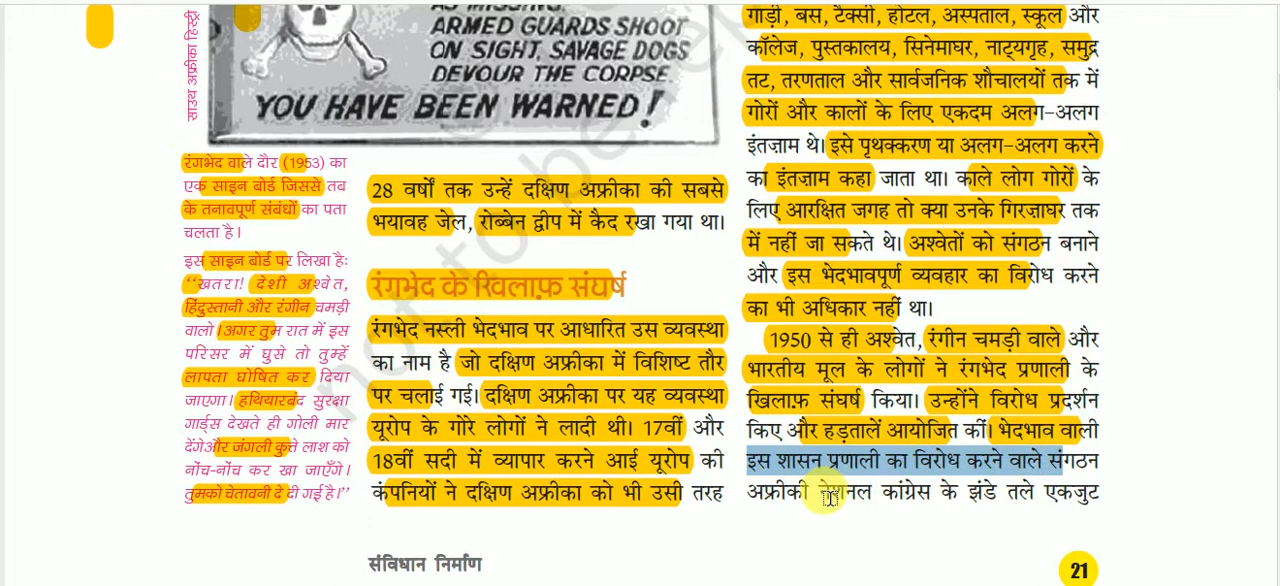 AS MISSING.
ARMED GUARDS SHOOT
ON SIGHT, SAVAGE DOGS
DEVOUR THE CORPSE
YOU HAVE BEEN WARNED!
साउथ अफ्रीका हिस्ट्री
रंगभेद वाले दौर (1953) का
एक साइन बोर्ड जिससे तब
के तनावपूर्ण संबंधों का पता
चलता है।
इस साइन बोर्ड पर लिखा है:
“खतरा! देशी अश्वेत,
हिंदुस्तानी और रंगीन चमड़ी
वालो। अगर तुम रात में इस
परिसर में घुसे तो तुम्हें
लापता घोषित कर दिया
जाएगा। हथियारबंद सुरक्षा
गार्ड्स देखते ही गोली मार
देंगे और जंगली कुत्ते लाश को
नोंच-नोंच कर खा जाएँगे।
तुमको चेतावनी दे दी गई है।”
28 वर्षों तक उन्हें दक्षिण अफ्रीका की सबसे
भयावह जेल, रोब्बेन द्वीप में कैद रखा गया था।
रंगभेद के खिलाफ़ संघर्ष
रंगभेद नस्ली भेदभाव पर आधारित उस व्यवस्था
का नाम है जो दक्षिण अफ्रीका में विशिष्ट तौर
पर चलाई गई। दक्षिण अफ्रीका पर यह व्यवस्था
यूरोप के गोरे लोगों ने लादी थी। 17वीं और
18वीं सदी में व्यापार करने आई यूरोप की
कंपनियों ने दक्षिण अफ्रीका को भी उसी तरह
गाड़ी, बस, टैक्सी, होटल, अस्पताल, स्कूल और
कॉलेज, पुस्तकालय, सिनेमाघर, नाट्यगृह, समुद्र
तट, तरणताल और सार्वजनिक शौचालयों तक में
गोरों और कालों के लिए एकदम अलग-अलग
इंतज़ाम थे। इसे पृथक्करण या अलग-अलग करने
का इंतज़ाम कहा जाता था। काले लोग गोरों के
लिए आरक्षित जगह तो क्या उनके गिरज़ाघर तक
में नहीं जा सकते थे। अश्वेतों को संगठन बनाने
और इस भेदभावपूर्ण व्यवहार का विरोध करने
का भी अधिकार नहीं था।
1950 से ही अश्वेत, रंगीन चमड़ी वाले और
भारतीय मूल के लोगों ने रंगभेद प्रणाली के
खिलाफ़ संघर्ष किया। उन्होंने विरोध प्रदर्शन
किए और हड़तालें आयोजित कीं। भेदभाव वाली
इस शासन प्रणाली का विरोध करने वाले संगठन
अफ्रीकी नेशनल कांग्रेस के झंडे तले एकजुट
संविधान निर्माण
21
not to be rep